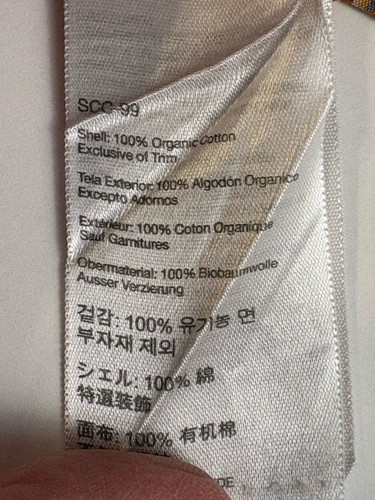 SCC-99
Shell: 100% Organic Cotton
Exclusive of Trim
Tela Exterior: 100% Algodón Organico
Excepto Adornos
Extérieur: 100% Coton Organique
Sauf Garnitures
Obermaterial: 100% Biobaumwolle
Ausser Verzierung
겉감: 100% 유기농 면
부자재 제외
シェル: 100% 綿
特選装飾
面布: 100% 有机棉